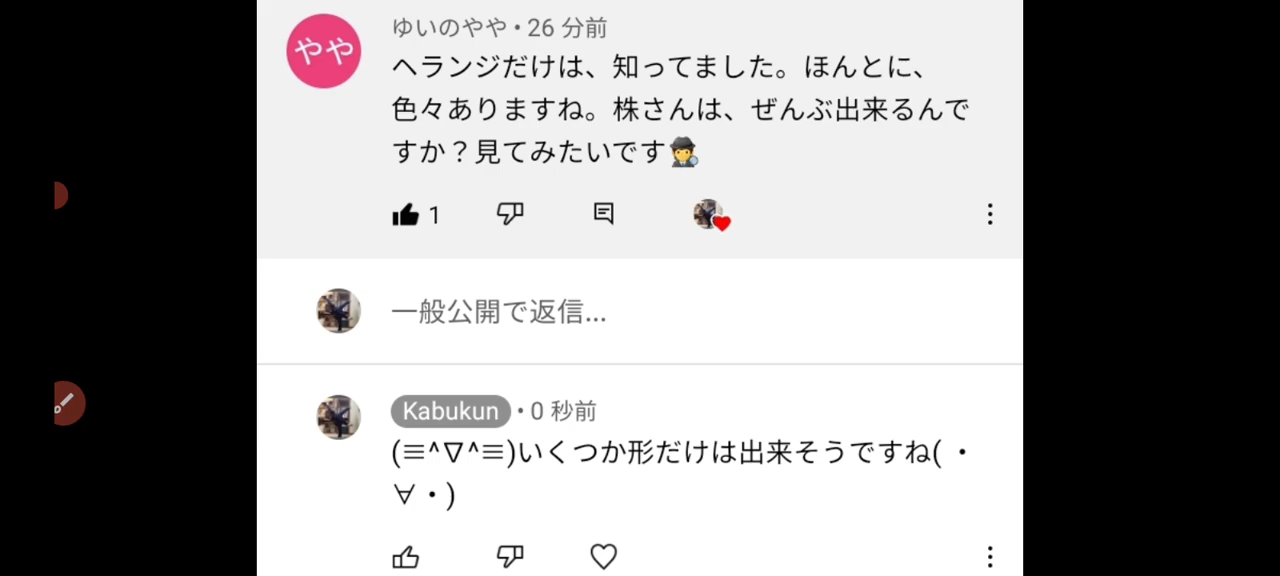 やや
ゆいのやや • 26 分前
ヘランジだけは、知ってました。ほんとに、
色々ありますね。株さんは、ぜんぶ出来るんで
すか？見てみたいです🕵️
1
一般公開で返信...
Kabukun • 0 秒前
(≡^∇^≡)いくつか形だけは出来そうですね( ・
∀・)